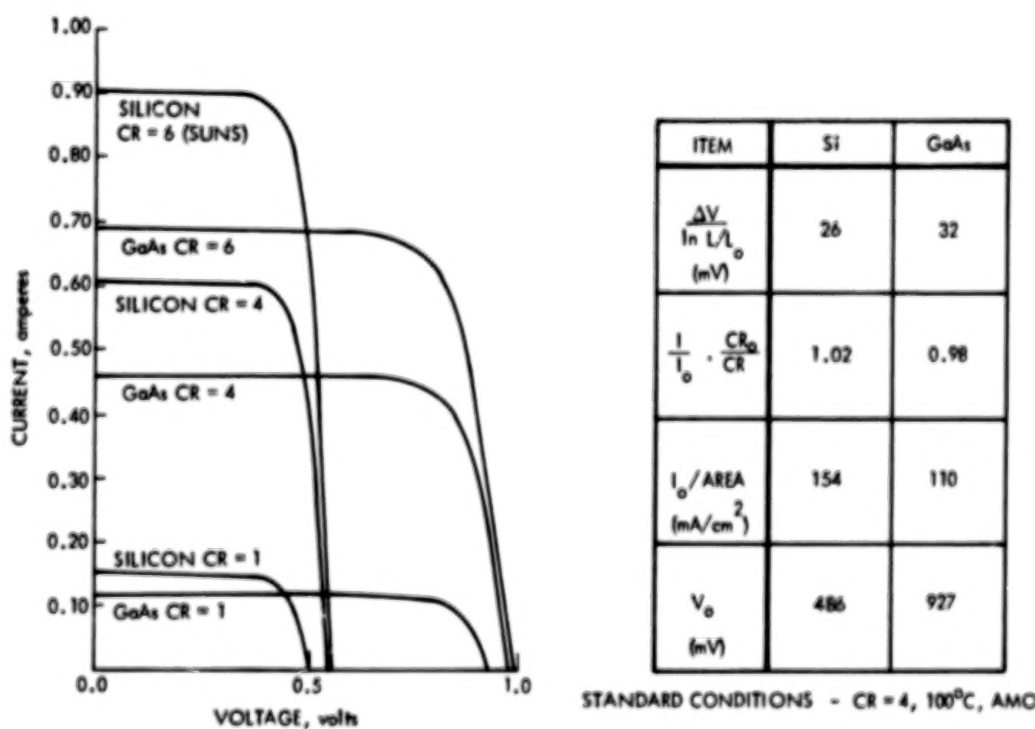 1.00
0.90
0.80
0.70
0.60
0.50
0.40
0.30
0.20
0.10
CURRENT, amperes
SILICON
CR = 6 (SUNS)
GaAs CR = 6
SILICON CR = 4
GaAs CR = 4
SILICON CR = 1
GaAs CR = 1
0.0 0.5 1.0
VOLTAGE, volts
ITEM Si GaAs
ΔV
ln L/L₀ 26 32
(mV)
I/I₀ · CR₀/CR 1.02 0.98
I₀/AREA 154 110
(mA/cm²)
V₀ 486 927
(mV)
STANDARD CONDITIONS - CR = 4, 100°C, AMO